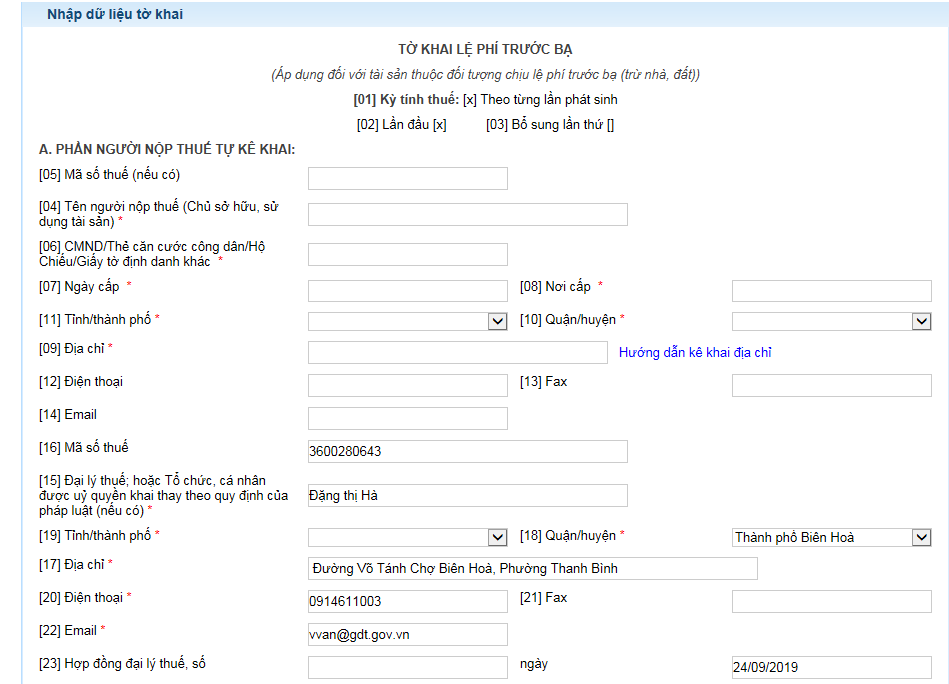 Nhập dữ liệu tờ khai
TỜ KHAI LỆ PHÍ TRƯỚC BẠ
(Áp dụng đối với tài sản thuộc đối tượng chịu lệ phí trước bạ (trừ nhà, đất))
[01] Kỳ tính thuế: [x] Theo từng lần phát sinh
[02] Lần đầu [x] [03] Bổ sung lần thứ []
A. PHẦN NGƯỜI NỘP THUẾ TỰ KÊ KHAI:
[05] Mã số thuế (nếu có)
[04] Tên người nộp thuế (Chủ sở hữu, sử
dụng tài sản) *
[06] CMND/Thẻ căn cước công dân/Hộ
Chiếu/Giấy tờ định danh khác *
[07] Ngày cấp * [08] Nơi cấp *
[11] Tỉnh/thành phố * [10] Quận/huyện *
[09] Địa chỉ * Hướng dẫn kê khai địa chỉ
[12] Điện thoại [13] Fax
[14] Email
[16] Mã số thuế 3600280643
[15] Đại lý thuế; hoặc Tổ chức, cá nhân
được uỷ quyền khai thay theo quy định của
pháp luật (nếu có) * Đặng thị Hà
[19] Tỉnh/thành phố * [18] Quận/huyện * Thành phố Biên Hoà
[17] Địa chỉ * Đường Võ Tánh Chợ Biên Hoà, Phường Thanh Bình
[20] Điện thoại * 0914611003 [21] Fax
[22] Email * vvan@gdt.gov.vn
[23] Hợp đồng đại lý thuế, số ngày 24/09/2019